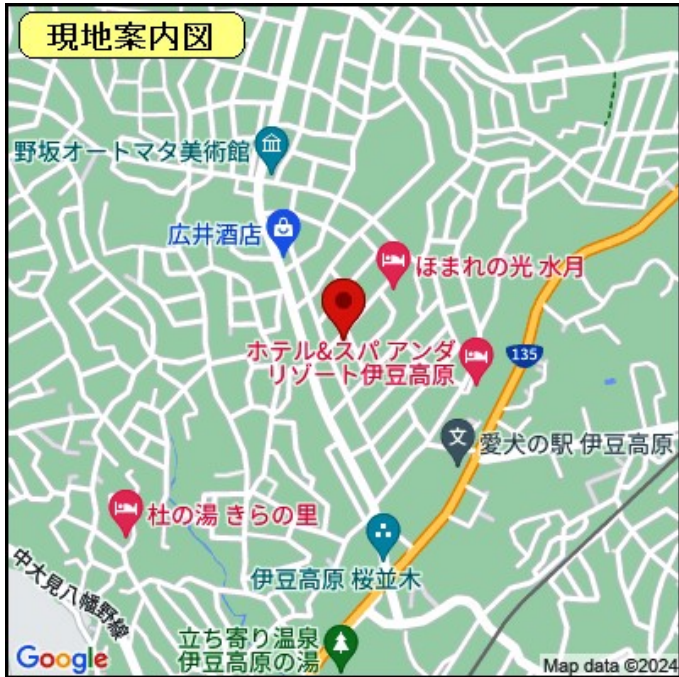 現地案内図
野坂オートマタ美術館
広井酒店
ほまれの光 水月
ホテル&スパ アンダ
リゾート伊豆高原
135
愛犬の駅 伊豆高原
杜の湯 きらの里
伊豆高原 桜並木
中大見八幡野線
立ち寄り温泉
伊豆高原の湯
Google
Map data ©2024